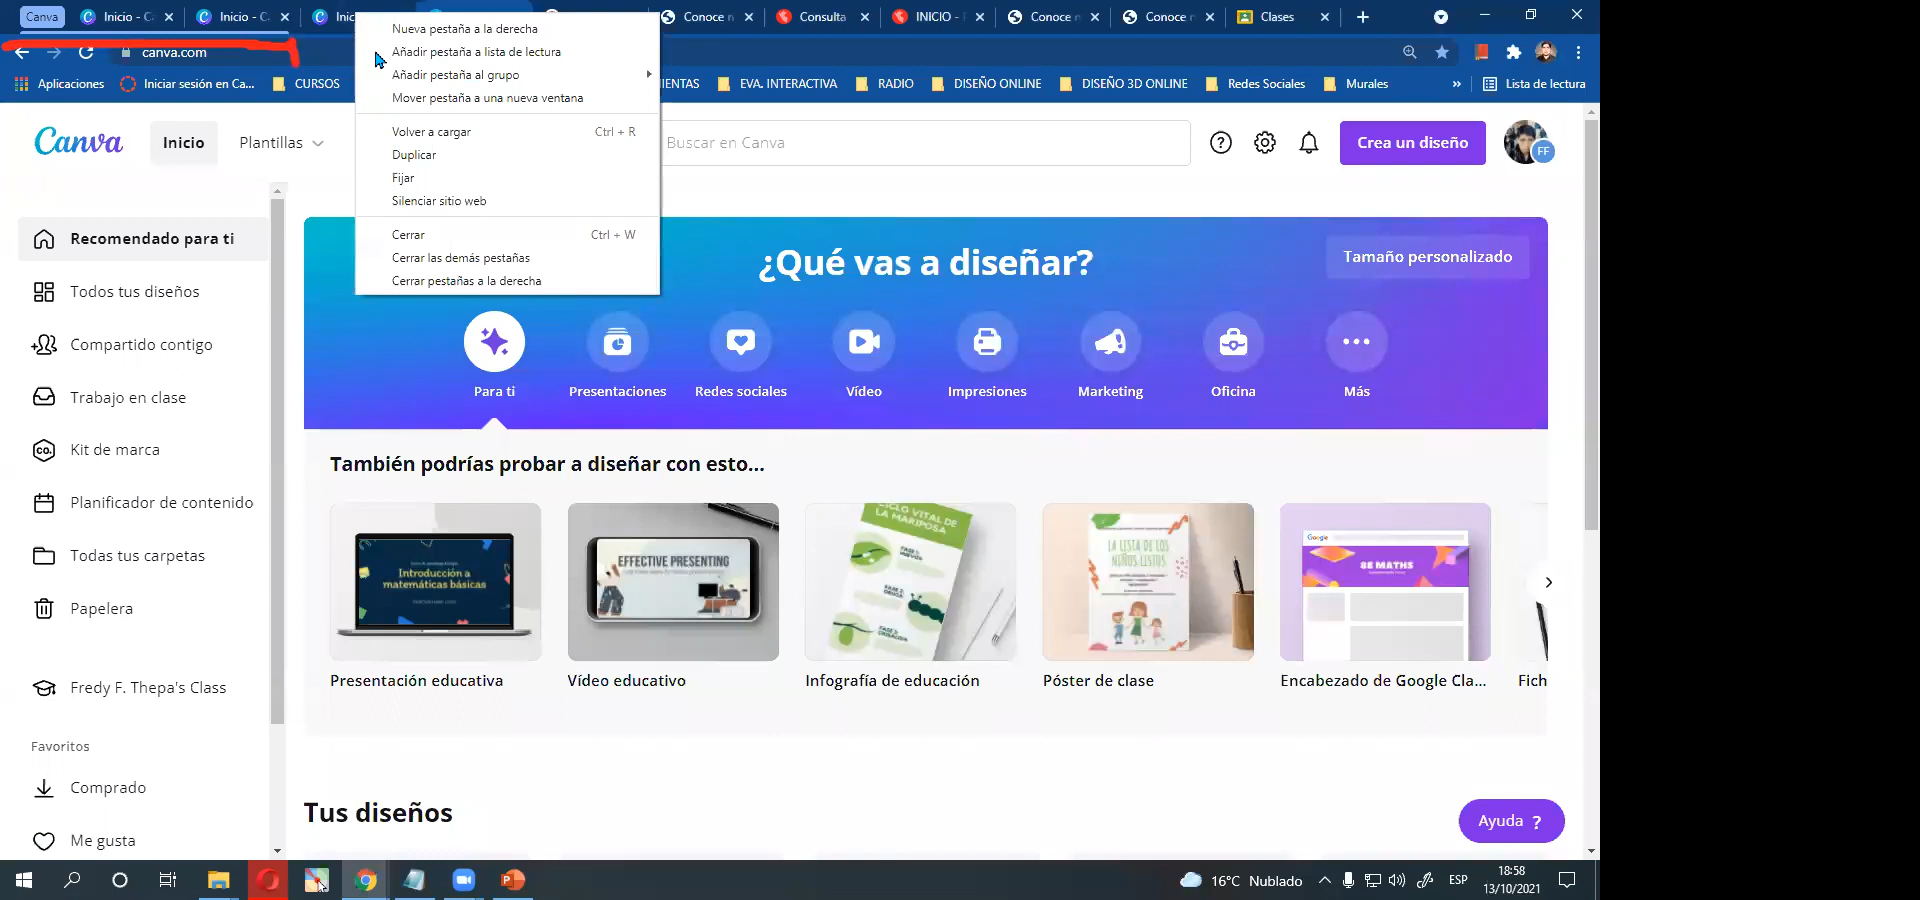 Canva
Inicio - C
Inicio - C
Inic
Conoce n
Consulta
INICIO -
Conoce
Conoce
Clases
canva.com
Aplicaciones
Iniciar sesión en Ca...
CURSOS
IENTAS
EVA. INTERACTIVA
RADIO
DISEÑO ONLINE
DISEÑO 3D ONLINE
Redes Sociales
Murales
»
Lista de lectura
Nueva pestaña a la derecha
Añadir pestaña a lista de lectura
Añadir pestaña al grupo
Mover pestaña a una nueva ventana
Volver a cargar Ctrl + R
Duplicar
Fijar
Silenciar sitio web
Cerrar Ctrl + W
Cerrar las demás pestañas
Cerrar pestañas a la derecha
Canva
Inicio
Plantillas
Buscar en Canva
Crea un diseño
FF
Recomendado para ti
Todos tus diseños
Compartido contigo
Trabajo en clase
Kit de marca
Planificador de contenido
Todas tus carpetas
Papelera
Fredy F. Thepa's Class
Favoritos
Comprado
Me gusta
¿Qué vas a diseñar?
Tamaño personalizado
Para ti
Presentaciones
Redes sociales
Vídeo
Impresiones
Marketing
Oficina
Más
También podrías probar a diseñar con esto...
Introducción a
matemáticas básicas
EFFECTIVE PRESENTING
CICLO VITAL DE
LA MARIPOSA
LA LISTA DE LOS
NIÑOS LISTOS
Google
8E MATHS
Presentación educativa
Vídeo educativo
Infografía de educación
Póster de clase
Encabezado de Google Cla...
Fich
Tus diseños
Ayuda ?
16°C Nublado
ESP
18:58
13/10/2021